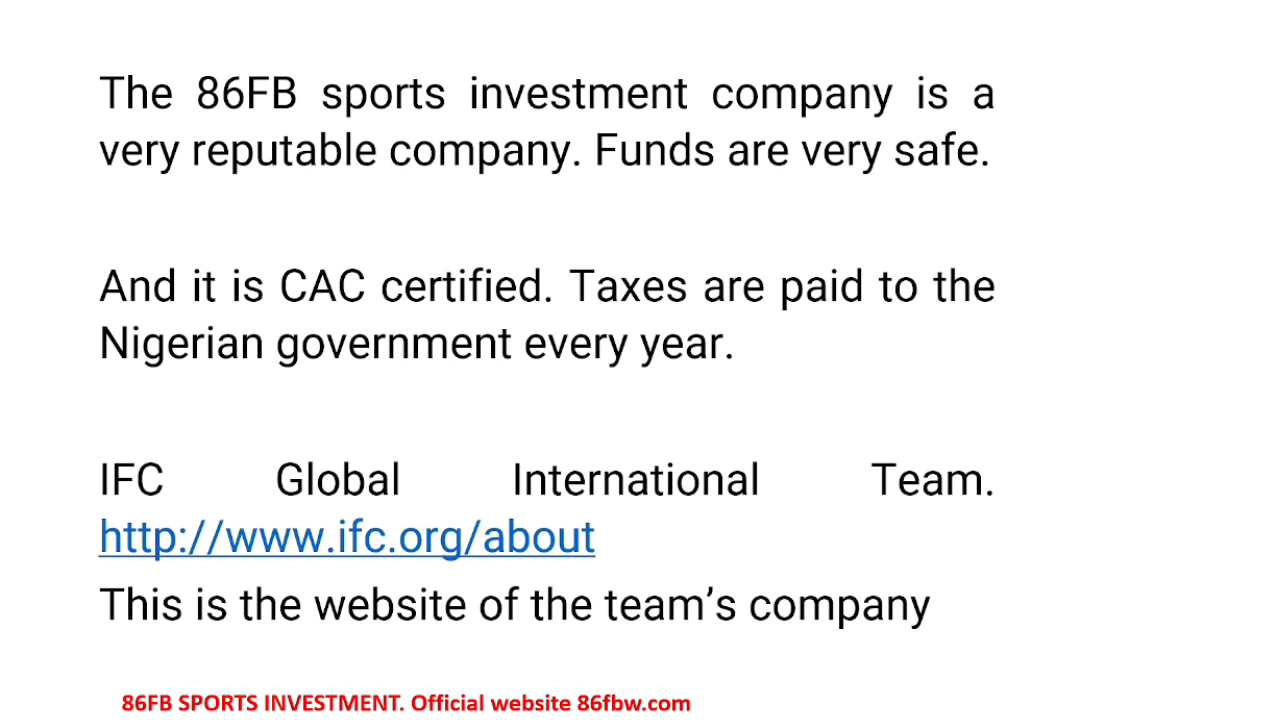 The 86FB sports investment company is a
very reputable company. Funds are very safe.
And it is CAC certified. Taxes are paid to the
Nigerian government every year.
IFC Global International Team.
http://www.ifc.org/about
This is the website of the team’s company
86FB SPORTS INVESTMENT. Official website 86fbw.com